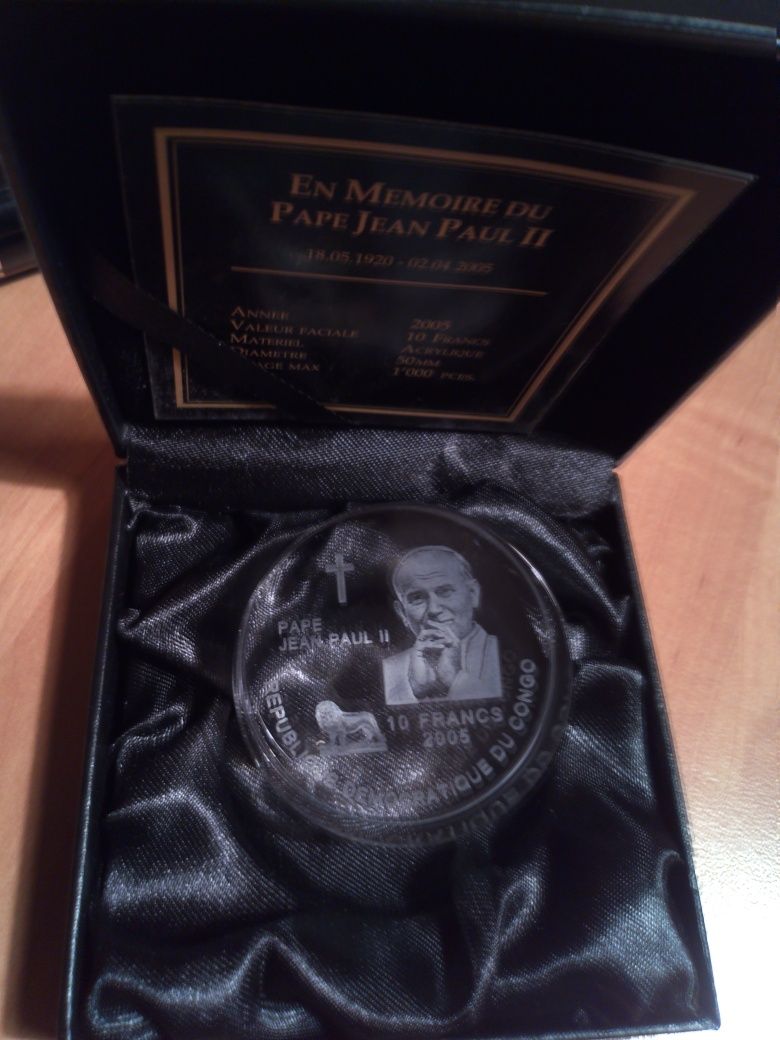 EN MEMOIRE DU
PAPE JEAN PAUL II
18.05.1920 - 02.04.2005
ANNEE 2005
VALEUR FACIALE 10 FRANCS
MATERIEL ACRYLIQUE
DIAMETRE 50MM
MAX 1'000 PCES.
PAPE
JEAN PAUL II
10 FRANCS
2005
REPUBLIQUE DEMOCRATIQUE DU CONGO